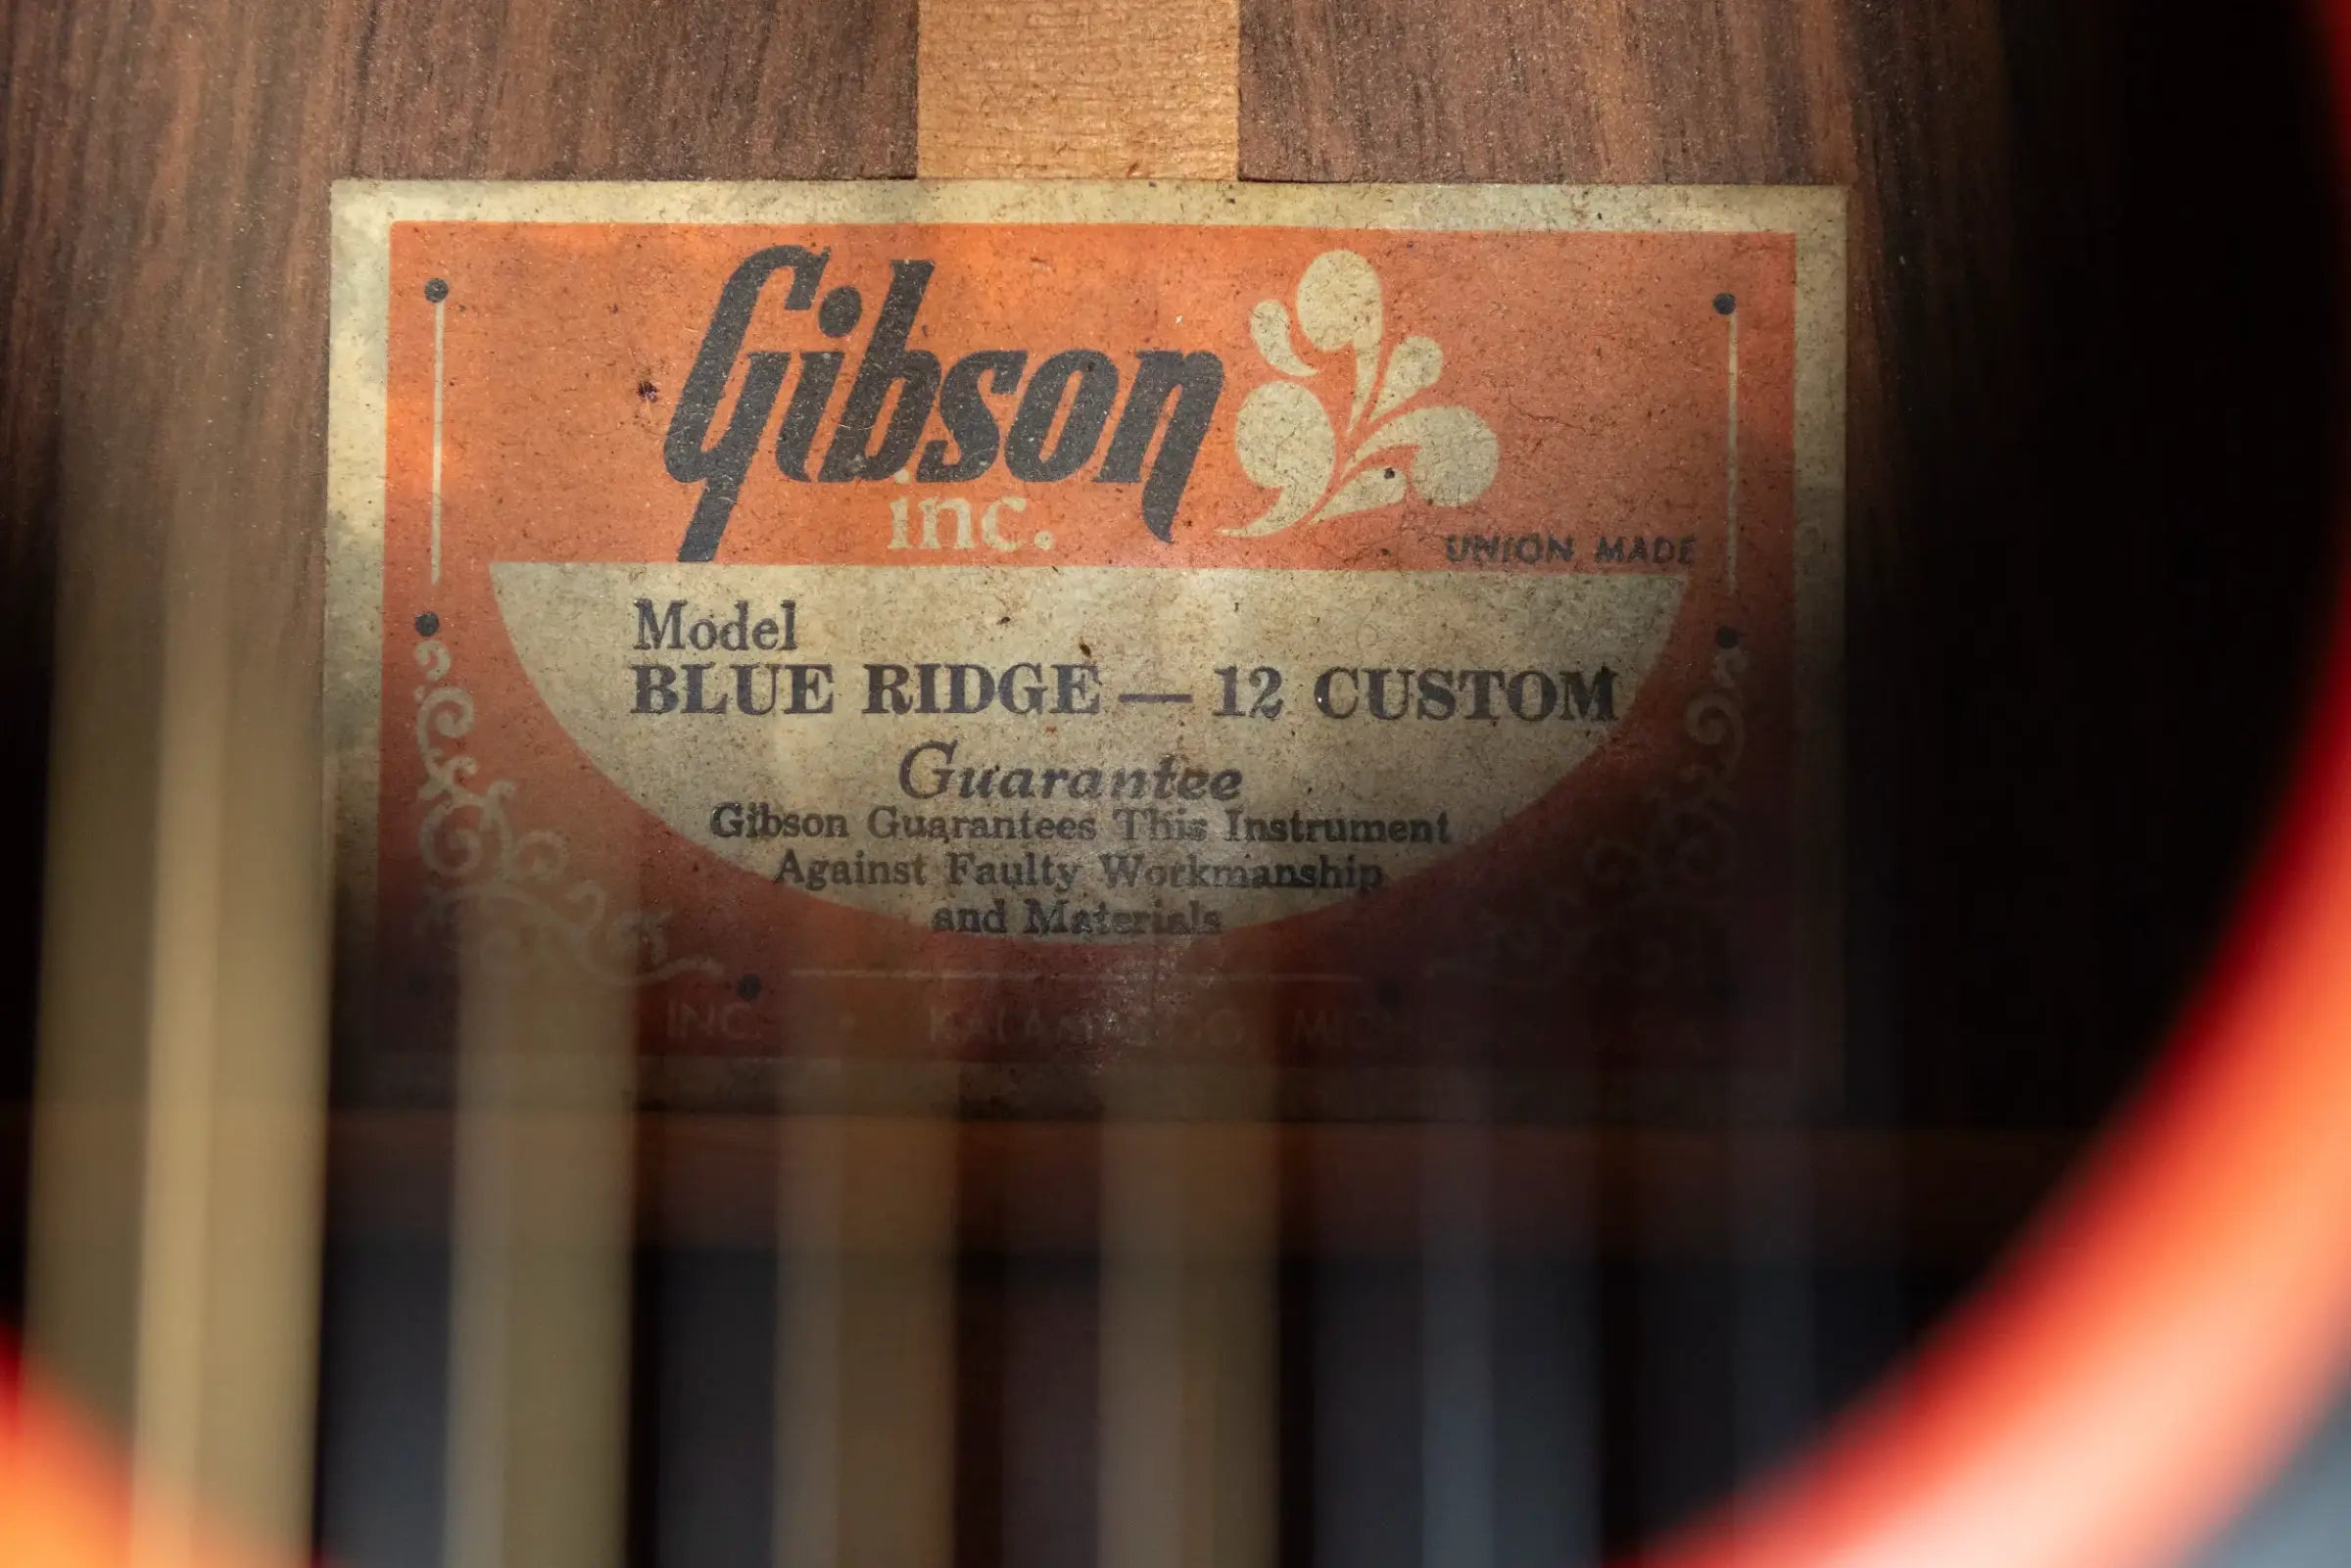 Gibson
inc.
UNION MADE
Model
BLUE RIDGE — 12 CUSTOM
Guarantee
Gibson Guarantees This Instrument
Against Faulty Workmanship
and Materials
INC. KALAMAZOO,